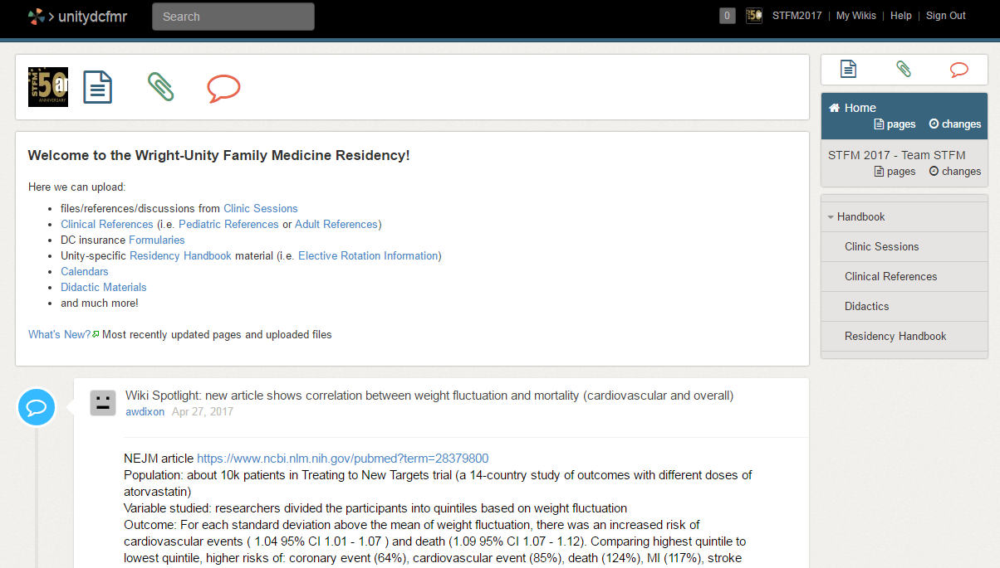 unitydcfmr
Search
0
STFM2017 | My Wikis | Help | Sign Out
STFM
50
ANNIVERSARY
Home
pages changes
STFM 2017 - Team STFM
pages changes
Handbook
Clinic Sessions
Clinical References
Didactics
Residency Handbook
Welcome to the Wright-Unity Family Medicine Residency!
Here we can upload:
files/references/discussions from Clinic Sessions
Clinical References (i.e. Pediatric References or Adult References)
DC insurance Formularies
Unity-specific Residency Handbook material (i.e. Elective Rotation Information)
Calendars
Didactic Materials
and much more!
What's New? Most recently updated pages and uploaded files
Wiki Spotlight: new article shows correlation between weight fluctuation and mortality (cardiovascular and overall)
awdixon Apr 27, 2017
NEJM article https://www.ncbi.nlm.nih.gov/pubmed?term=28379800
Population: about 10k patients in Treating to New Targets trial (a 14-country study of outcomes with different doses of
atorvastatin)
Variable studied: researchers divided the participants into quintiles based on weight fluctuation
Outcome: For each standard deviation above the mean of weight fluctuation, there was an increased risk of
cardiovascular events ( 1.04 95% CI 1.01 - 1.07 ) and death (1.09 95% CI 1.07 - 1.12). Comparing highest quintile to
lowest quintile, higher risks of: coronary event (64%), cardiovascular event (85%), death (124%), MI (117%), stroke